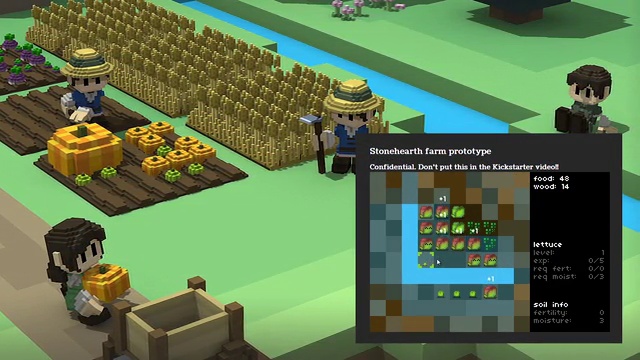 Stonehearth farm prototype
Confidential. Don't put this in the Kickstarter video!
food: 48
wood: 14
+1
+1
+1
lettuce
level: 1
exp: 0/5
req fert: 0/0
req moist: 0/3
+1
soil info
fertility: 0
moisture: 3